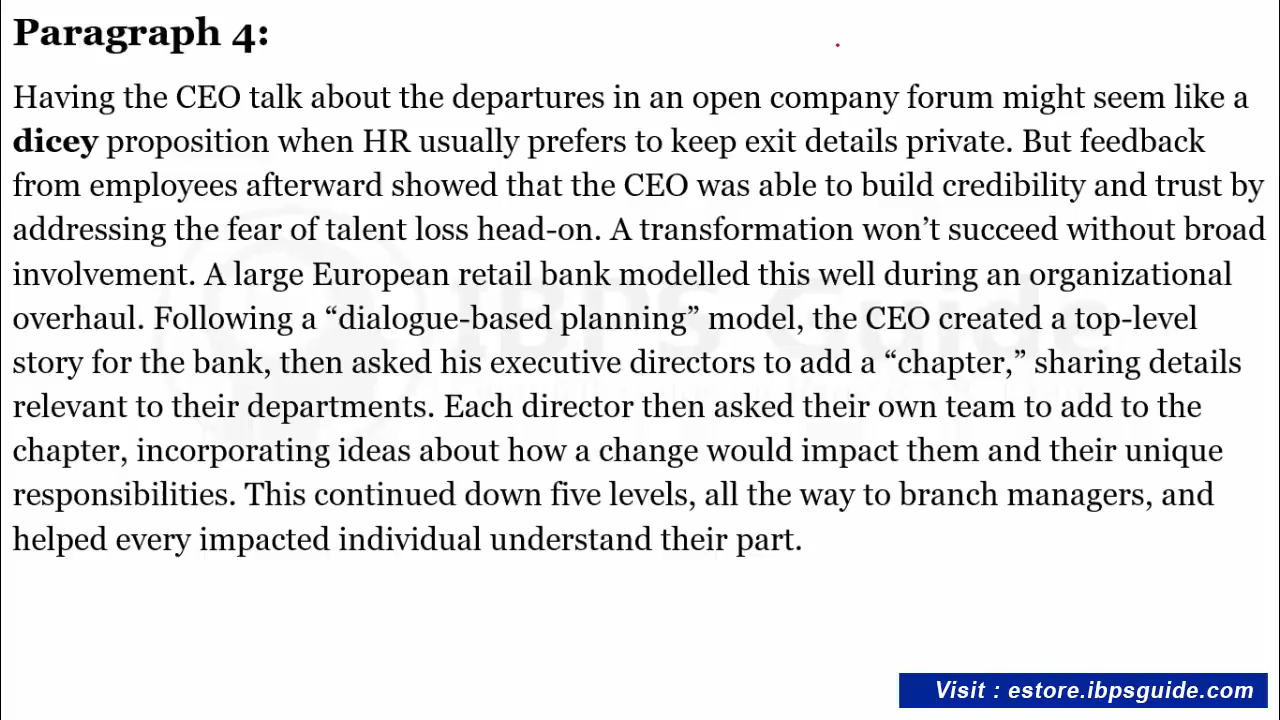 Paragraph 4:
Having the CEO talk about the departures in an open company forum might seem like a
dicey proposition when HR usually prefers to keep exit details private. But feedback
from employees afterward showed that the CEO was able to build credibility and trust by
addressing the fear of talent loss head-on. A transformation won’t succeed without broad
involvement. A large European retail bank modelled this well during an organizational
overhaul. Following a “dialogue-based planning” model, the CEO created a top-level
story for the bank, then asked his executive directors to add a “chapter,” sharing details
relevant to their departments. Each director then asked their own team to add to the
chapter, incorporating ideas about how a change would impact them and their unique
responsibilities. This continued down five levels, all the way to branch managers, and
helped every impacted individual understand their part.
Visit : estore.ibpsguide.com